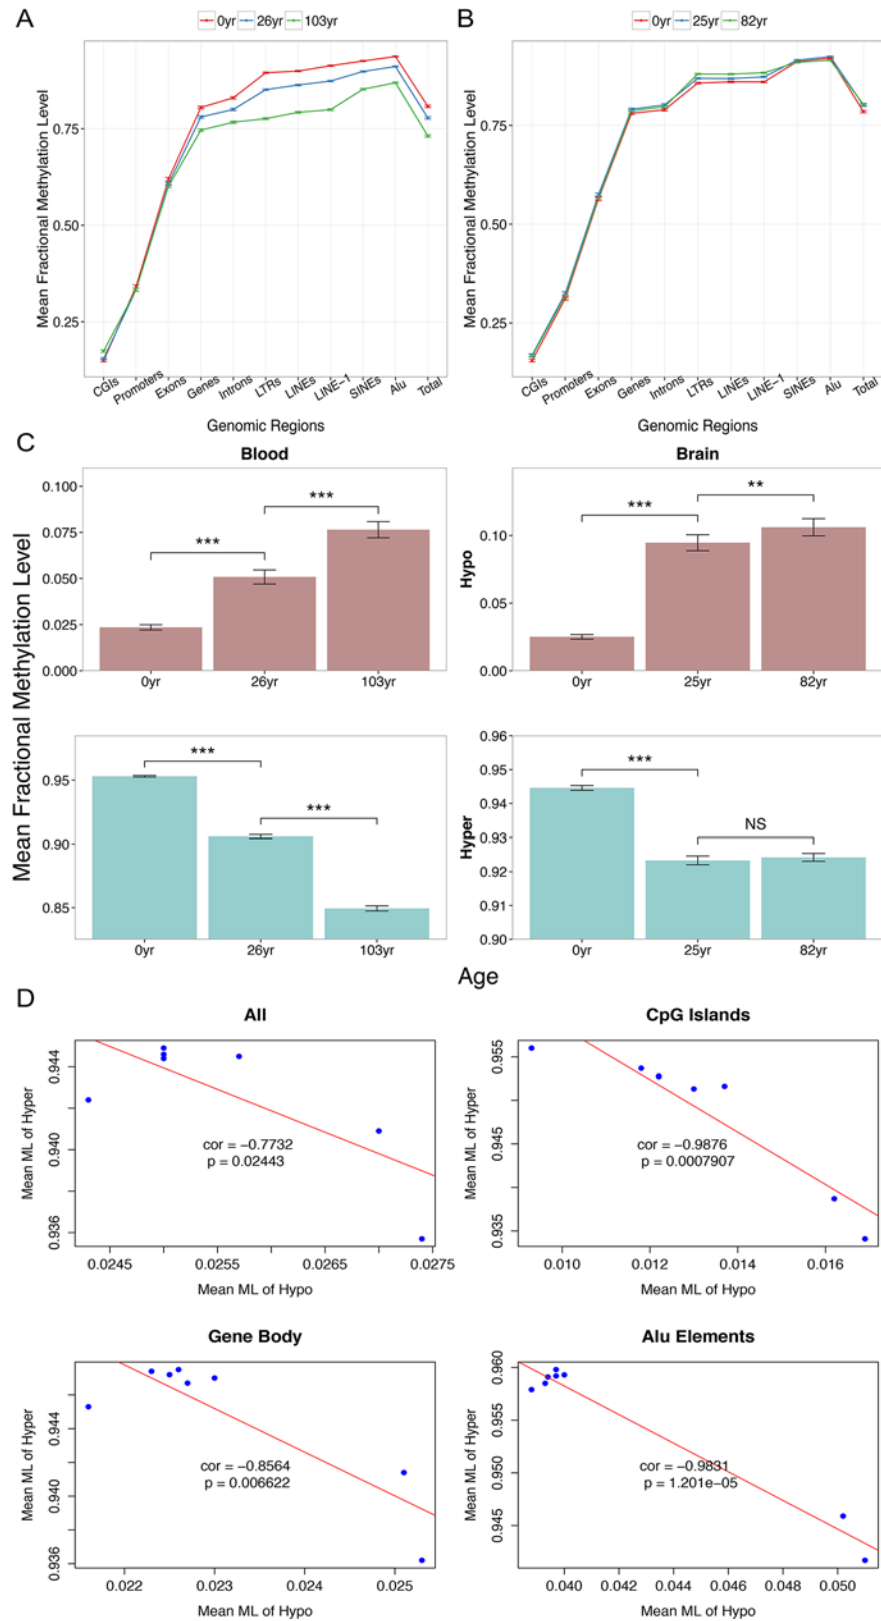 A
0yr 26yr 103yr
Mean Fractional Methylation Level
0.75
0.50
0.25
CGIs Promoters Exons Genes Introns LTRs LINEs LINE−1 SINEs Alu Total
Genomic Regions
B
0yr 25yr 82yr
Mean Fractional Methylation Level
0.75
0.50
0.25
CGIs Promoters Exons Genes Introns LTRs LINEs LINE−1 SINEs Alu Total
Genomic Regions
C
Mean Fractional Methylation Level
Blood
0.100
0.075
0.050
0.025
0.000
*** ***
0yr 26yr 103yr
Brain
Hypo
0.10
0.05
0.00
*** **
0yr 25yr 82yr
0.95
0.90
0.85
*** ***
0yr 26yr 103yr
Hyper
0.96
0.95
0.94
0.93
0.92
0.91
0.90
*** NS
0yr 25yr 82yr
Age
D
All
Mean ML of Hyper
0.944
0.940
0.936
cor = −0.7732
p = 0.02443
0.0245 0.0255 0.0265 0.0275
Mean ML of Hypo
CpG Islands
Mean ML of Hyper
0.955
0.945
0.935
cor = −0.9876
p = 0.0007907
0.010 0.012 0.014 0.016
Mean ML of Hypo
Gene Body
Mean ML of Hyper
0.944
0.940
0.936
cor = −0.8564
p = 0.006622
0.022 0.023 0.024 0.025
Mean ML of Hypo
Alu Elements
Mean ML of Hyper
0.960
0.955
0.950
0.945
cor = −0.9831
p = 1.201e−05
0.040 0.042 0.044 0.046 0.048 0.050
Mean ML of Hypo